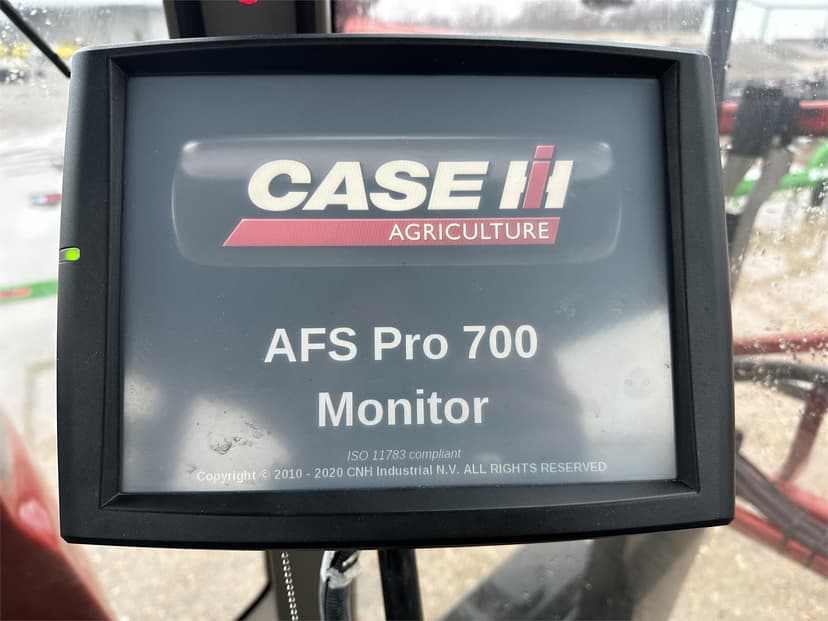 CASE IH
AGRICULTURE
AFS Pro 700
Monitor
ISO 11783 compliant
Copyright © 2010 - 2020 CNH Industrial N.V. ALL RIGHTS RESERVED